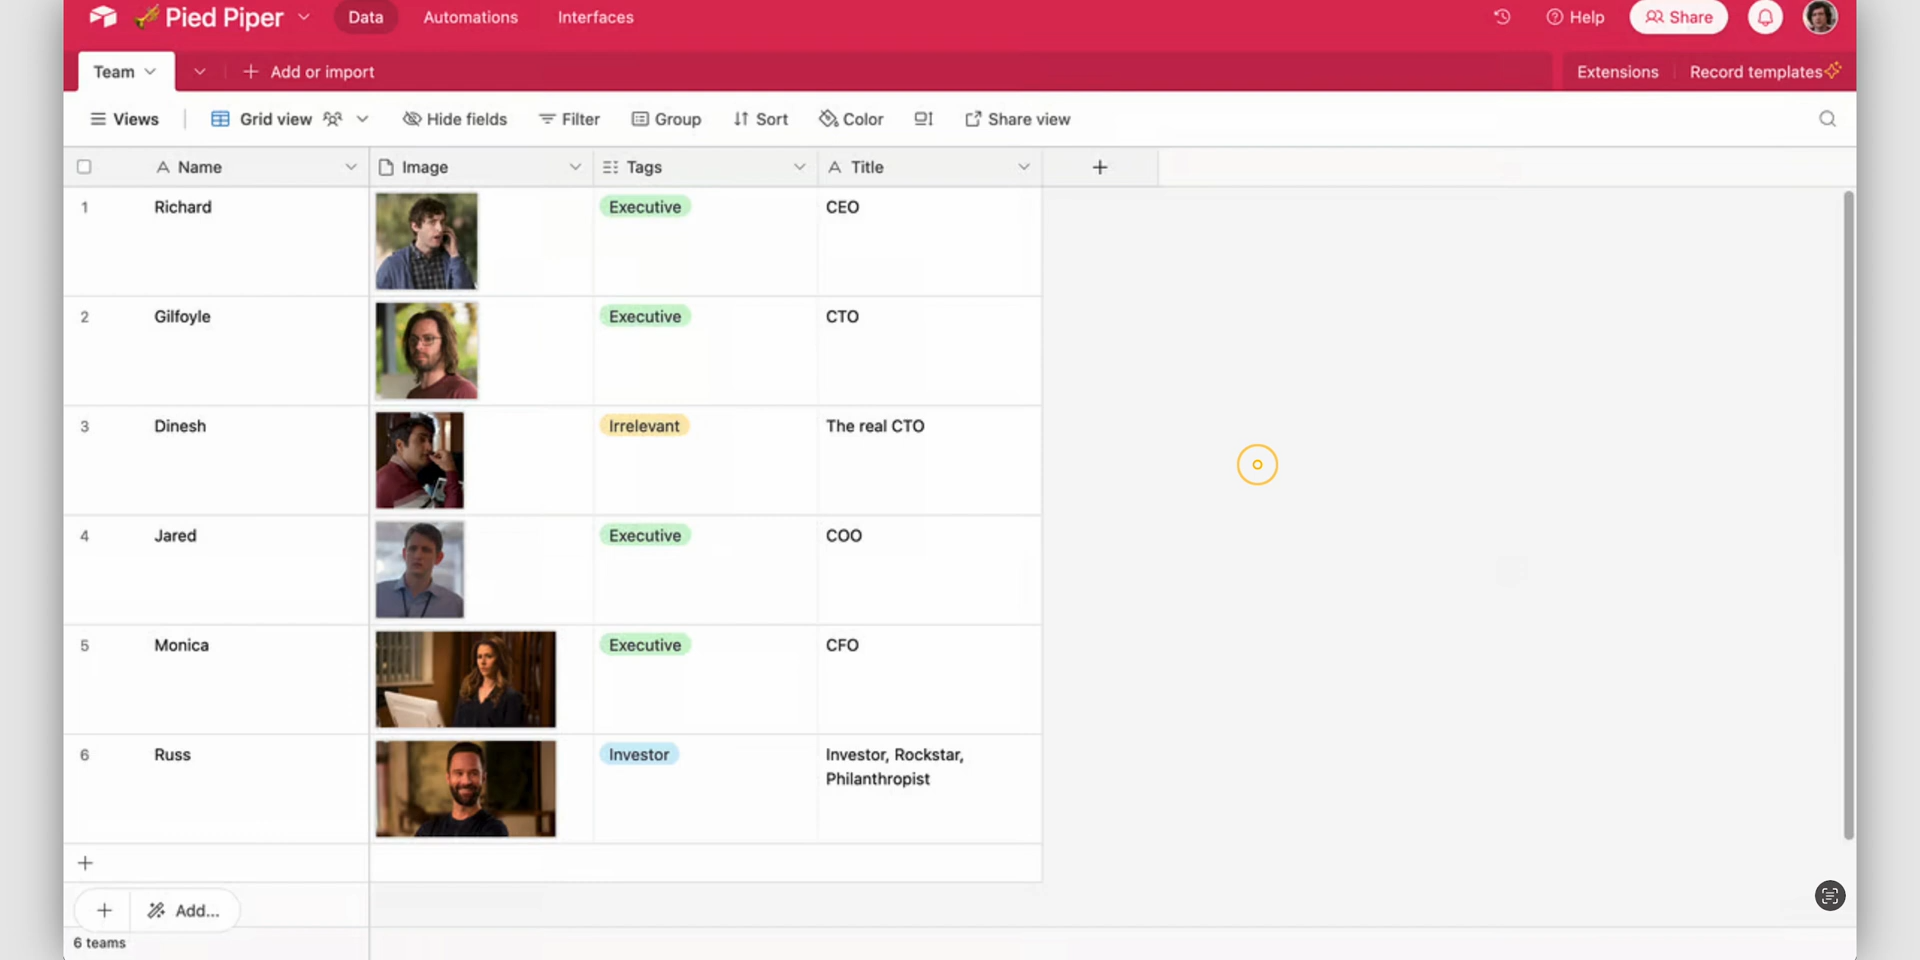 Pied Piper
Data
Automations
Interfaces
Help
Share
Team
Add or import
Extensions
Record templates
Views
Grid view
Hide fields
Filter
Group
Sort
Color
Share view
Name
Image
Tags
Title
1
Richard
Executive
CEO
2
Gilfoyle
Executive
CTO
3
Dinesh
Irrelevant
The real CTO
4
Jared
Executive
COO
5
Monica
Executive
CFO
6
Russ
Investor
Investor, Rockstar,
Philanthropist
Add...
6 teams